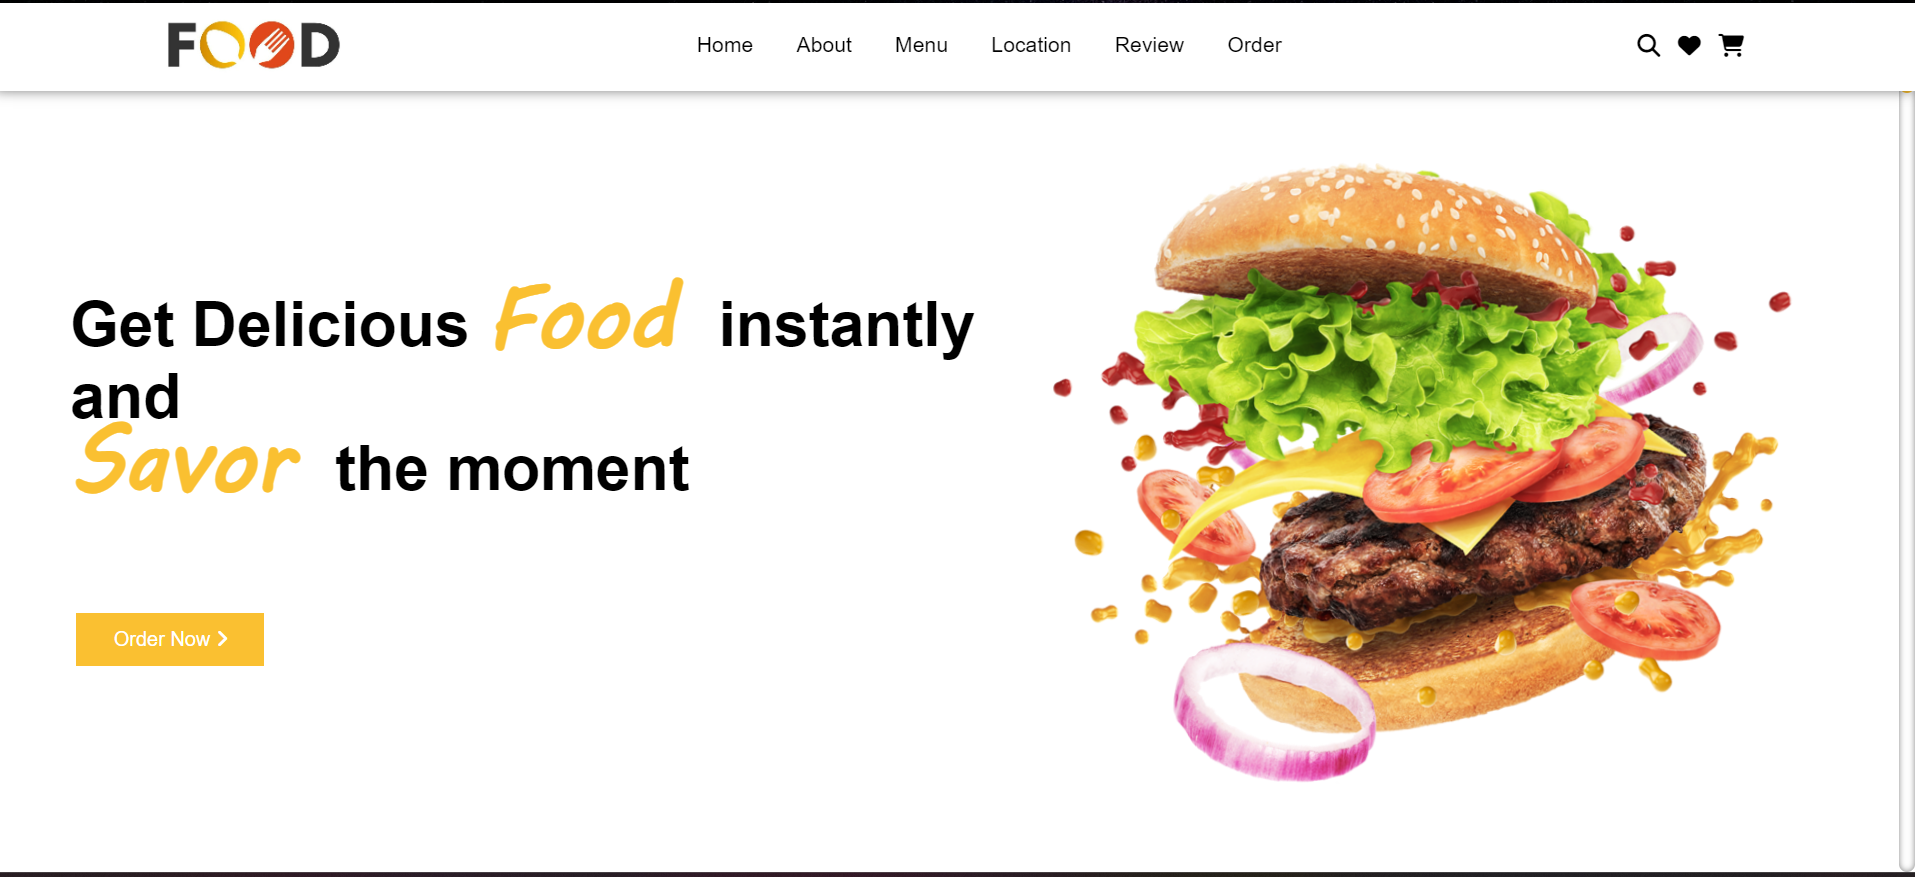 FOOD
Home About Menu Location Review Order
Get Delicious Food instantly
and
Savor the moment
Order Now